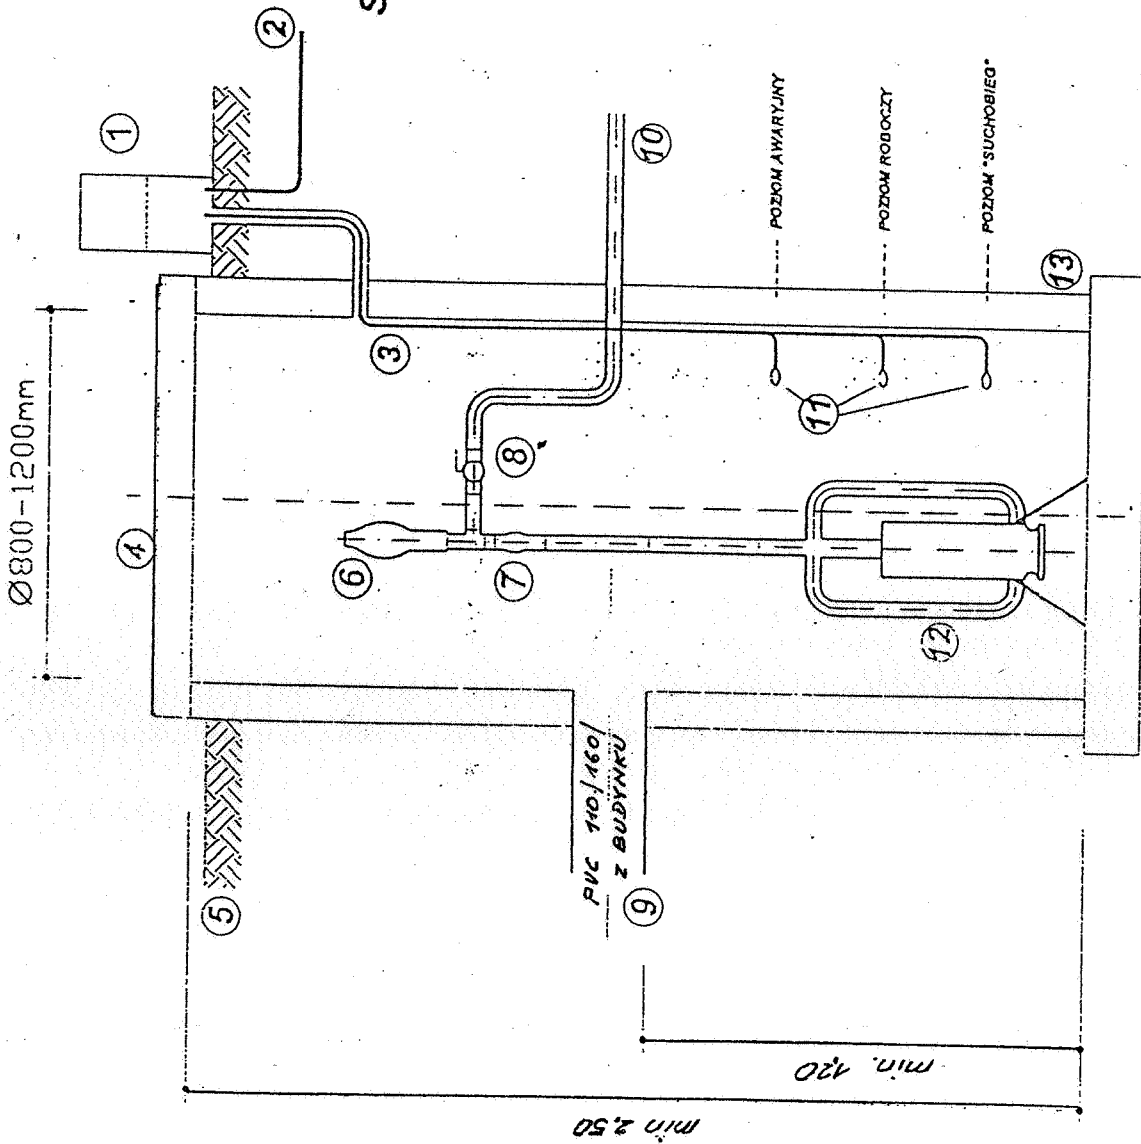 S
1
2
Ø800-1200mm
4
3
10
POZIOM AWARYJNY
POZIOM ROBOCZY
POZIOM "SUCHOBIEG"
13
8
6
7
11
12
5
PVC 110/160/
Z BUDYNKU
9
min. 1,20
min 2,50